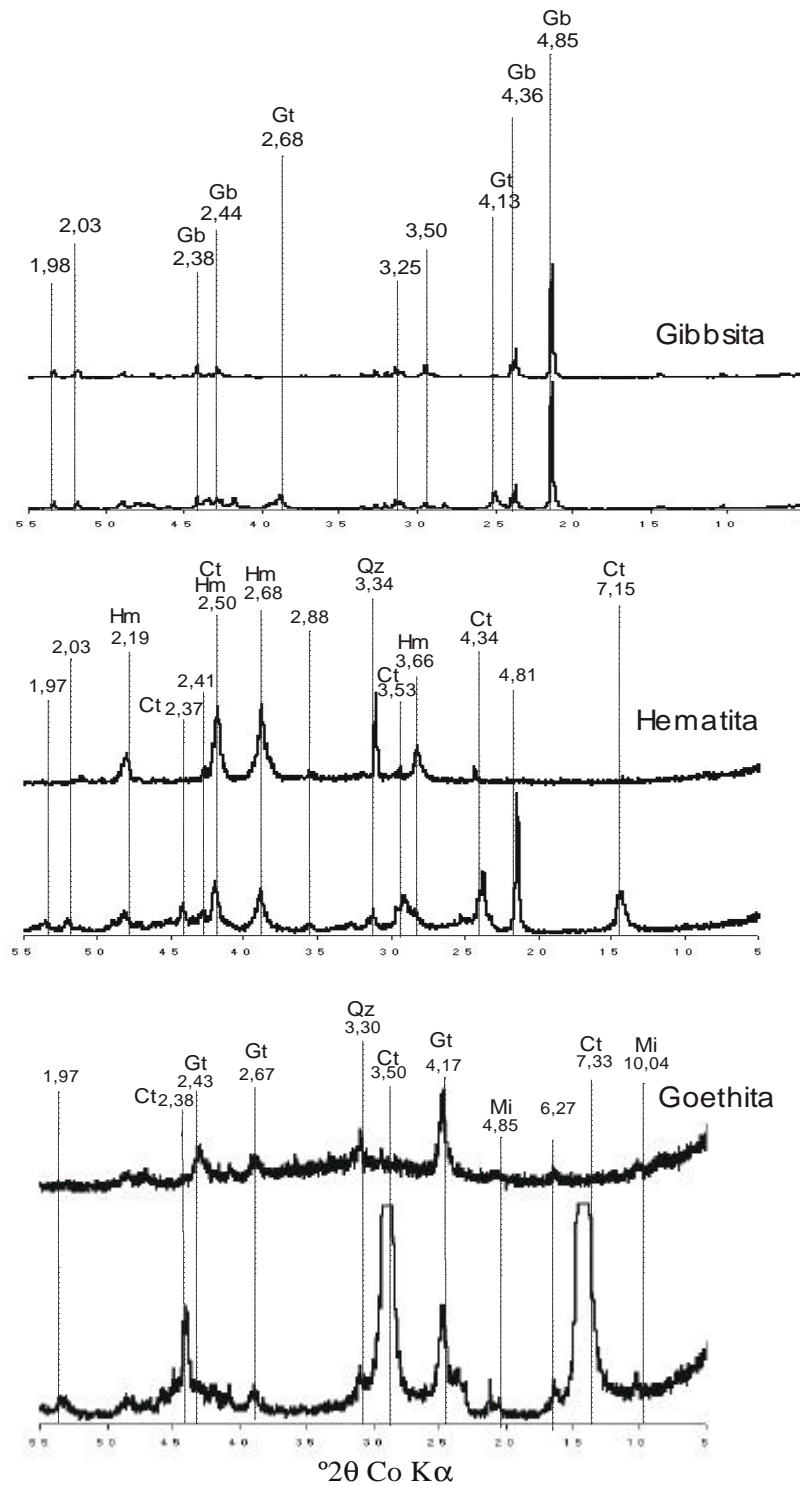 Gb
4,85
Gb
4,36
Gt
2,68
Gb
2,44
Gt
4,13
Gb
2,38
2,03
1,98
3,50
3,25
Gibbsita
55 50 45 40 35 30 25 20 15 10
Qz
3,34
Ct
7,15
Ct
Hm
2,50
Hm
2,68
Hm
2,19
2,88
Ct
4,34
Hm
3,66
2,03
1,97
2,41
Ct 2,37
Ct
3,53
4,81
Hematita
55 50 45 40 35 30 25 20 15 10 5
Qz
3,30
Gt
2,43
Gt
2,67
Ct
3,50
Gt
4,17
Ct
7,33
Mi
10,04
1,97
Ct 2,38
Mi
4,85
6,27
Goethita
55 50 45 40 35 30 25 20 15 10 5
º2θ Co Kα